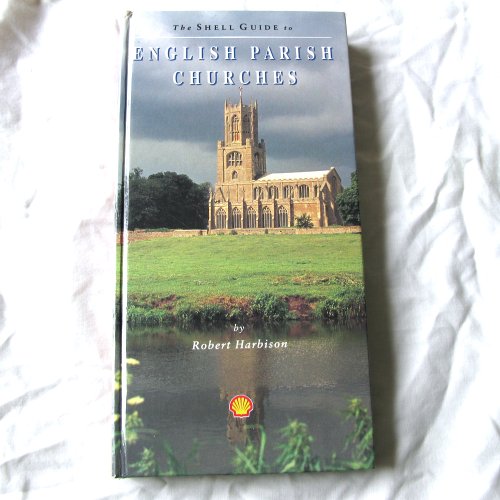 The SHELL GUIDE to
ENGLISH PARISH
CHURCHES
by
Robert Harbison